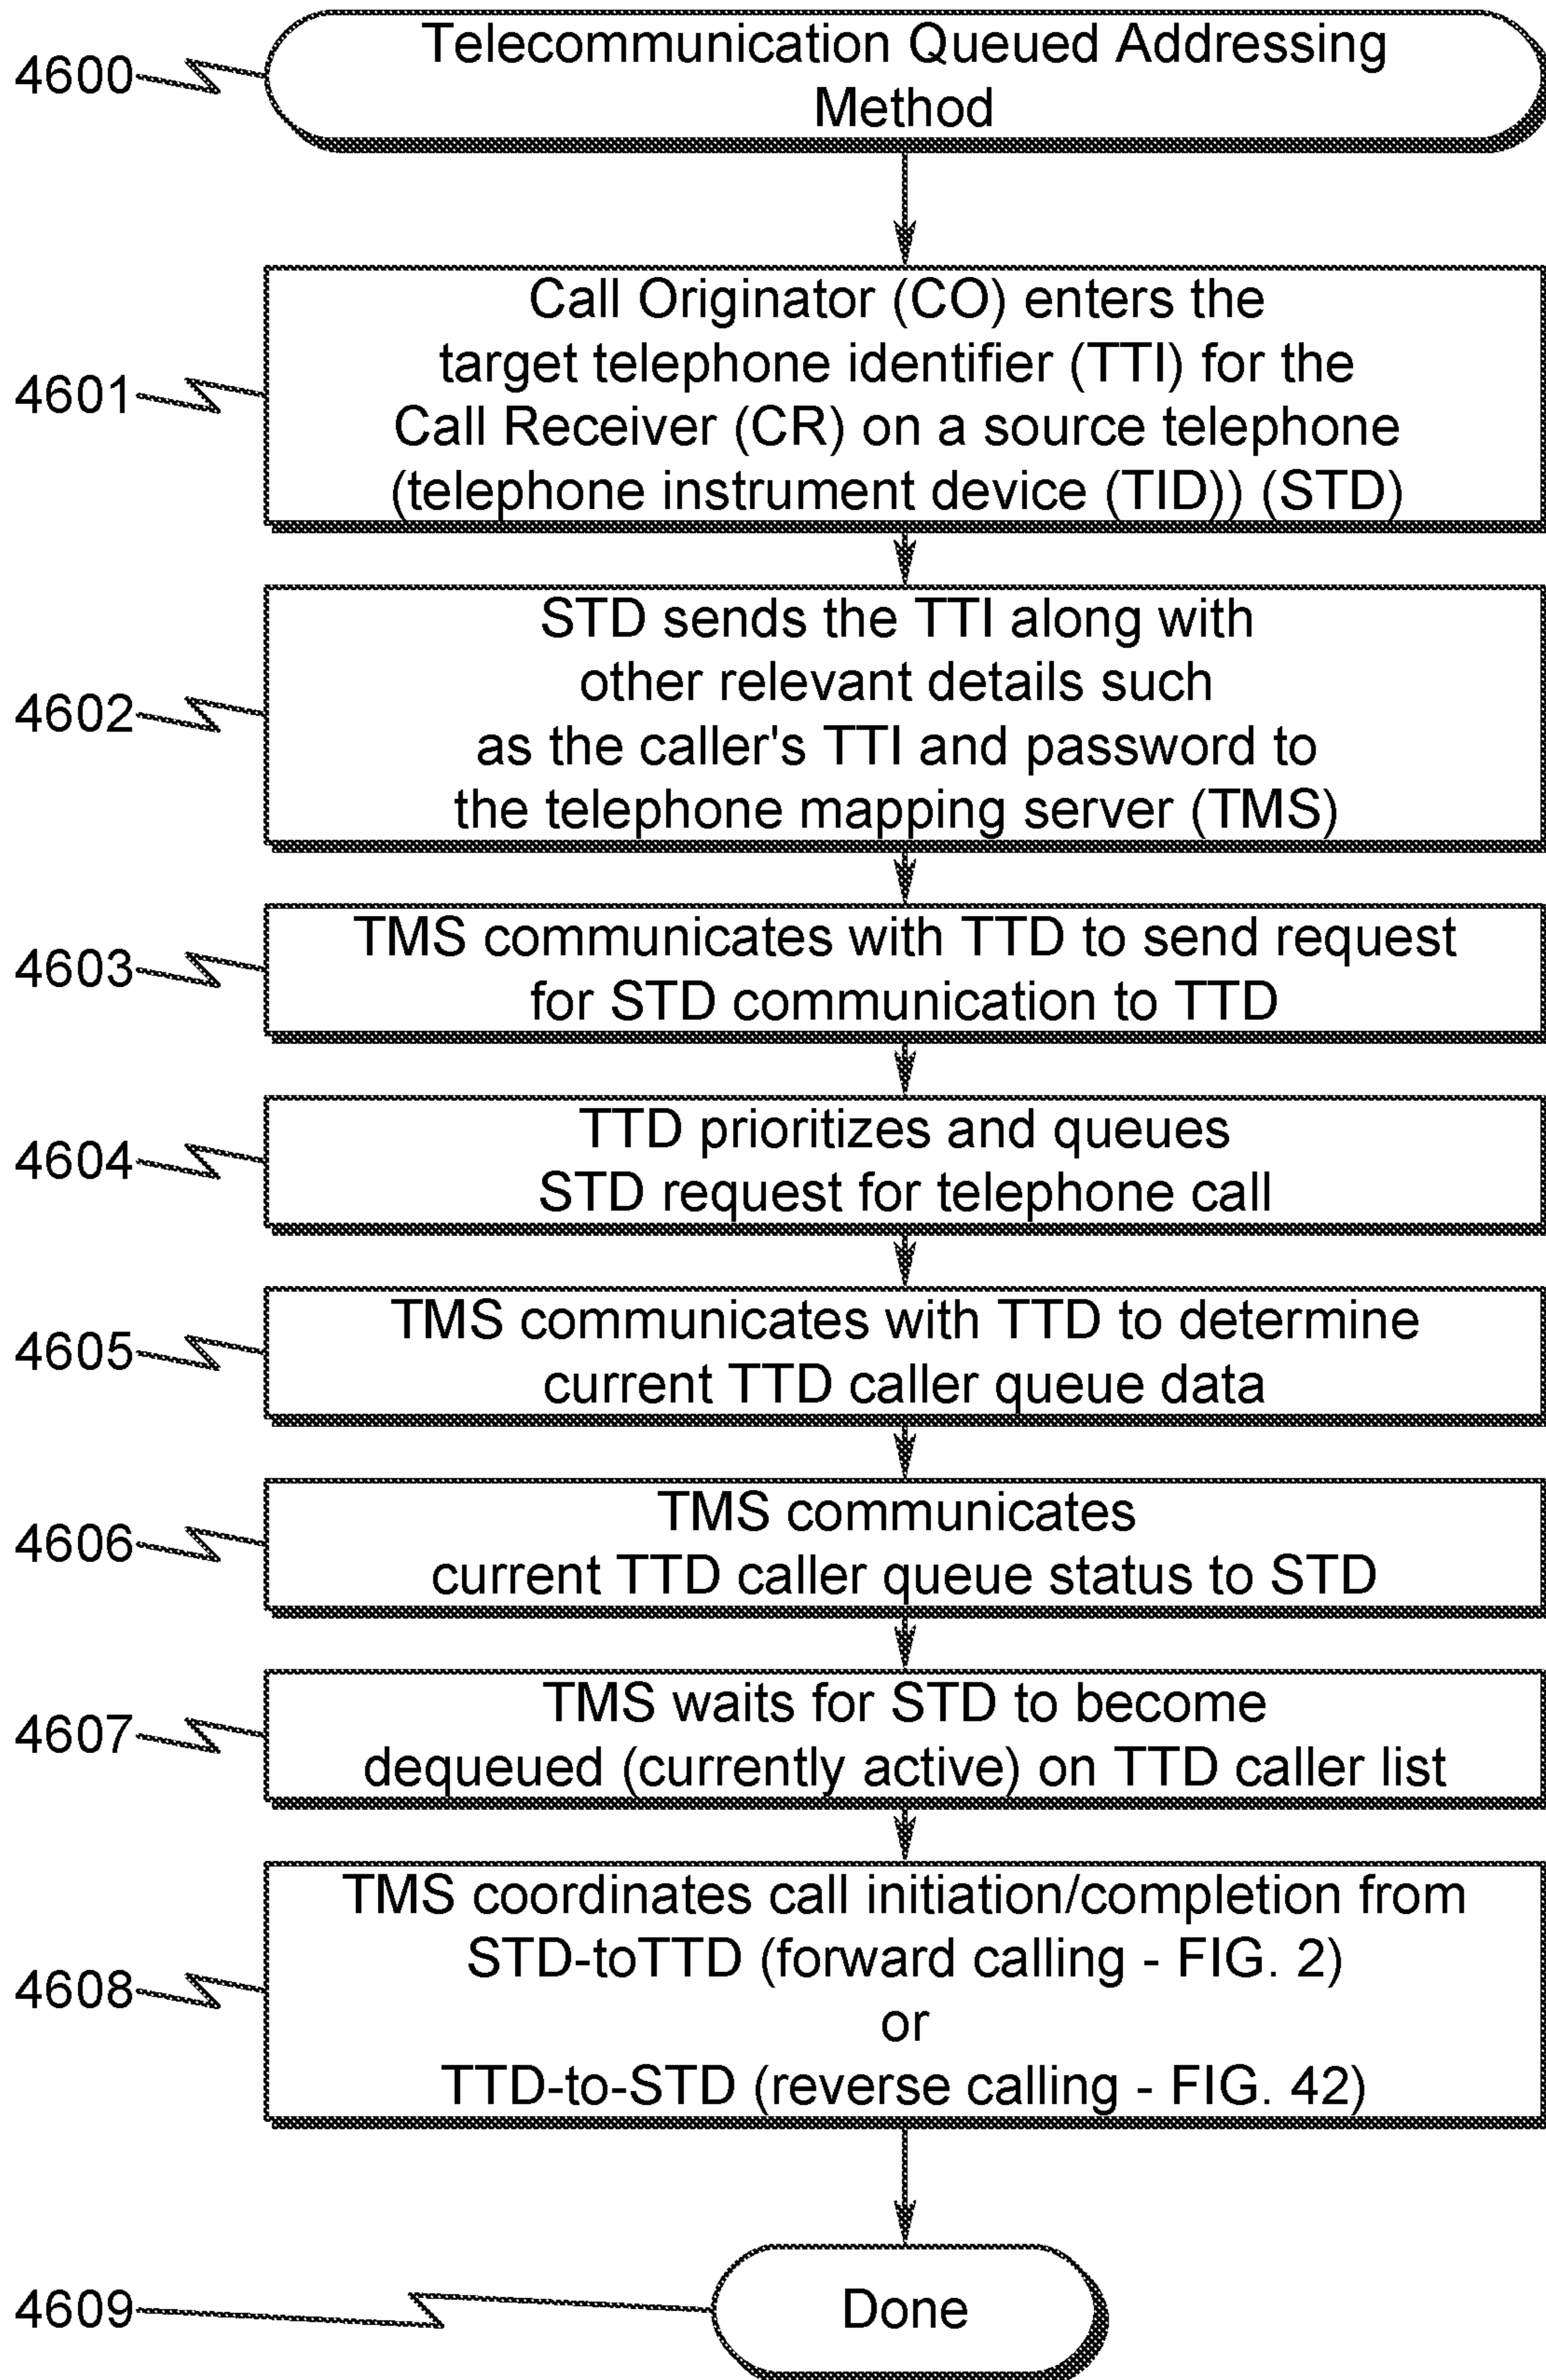 4600
Telecommunication Queued Addressing
Method
4601
Call Originator (CO) enters the
target telephone identifier (TTI) for the
Call Receiver (CR) on a source telephone
(telephone instrument device (TID)) (STD)
4602
STD sends the TTI along with
other relevant details such
as the caller's TTI and password to
the telephone mapping server (TMS)
4603
TMS communicates with TTD to send request
for STD communication to TTD
4604
TTD prioritizes and queues
STD request for telephone call
4605
TMS communicates with TTD to determine
current TTD caller queue data
4606
TMS communicates
current TTD caller queue status to STD
4607
TMS waits for STD to become
dequeued (currently active) on TTD caller list
4608
TMS coordinates call initiation/completion from
STD-toTTD (forward calling - FIG. 2)
or
TTD-to-STD (reverse calling - FIG. 42)
4609
Done